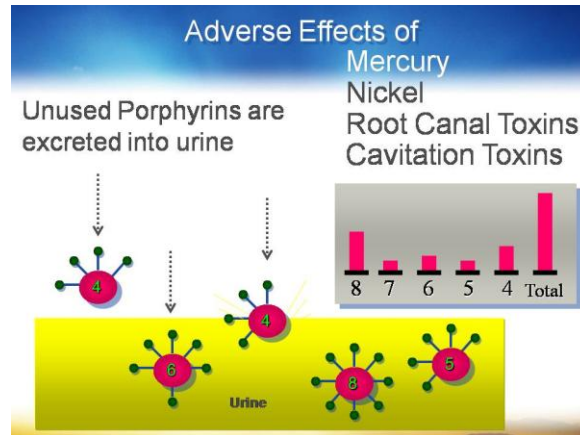 Adverse Effects of
Mercury
Nickel
Root Canal Toxins
Cavitation Toxins
Unused Porphyrins are
excreted into urine
8 7 6 5 4 Total
4
4
6
8
5
Urine